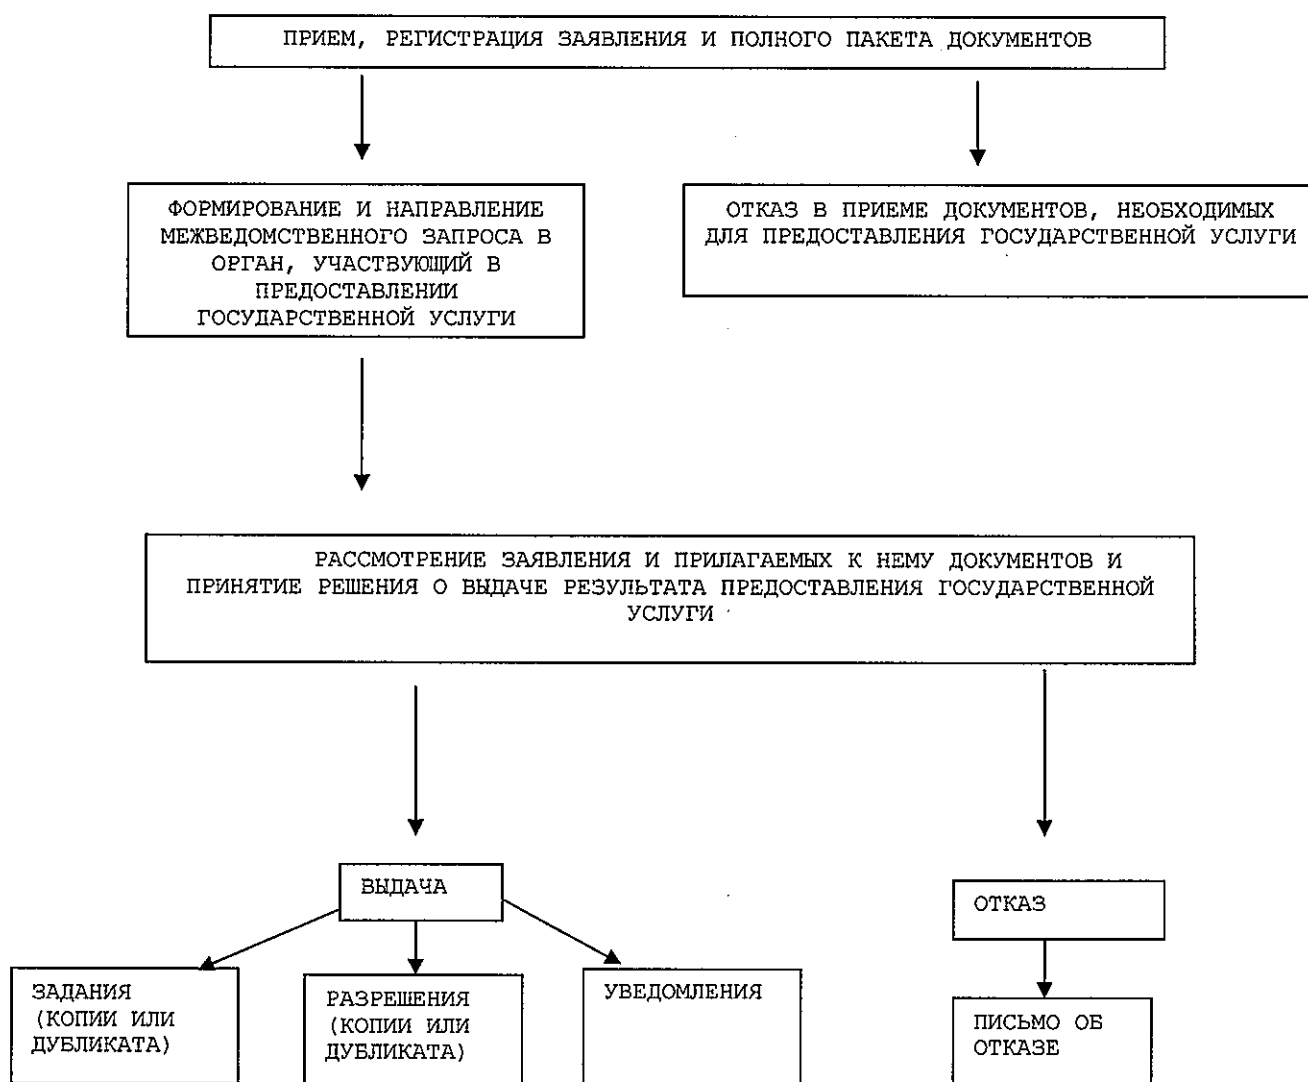 ПРИЕМ, РЕГИСТРАЦИЯ ЗАЯВЛЕНИЯ И ПОЛНОГО ПАКЕТА ДОКУМЕНТОВ
ФОРМИРОВАНИЕ И НАПРАВЛЕНИЕ
МЕЖВЕДОМСТВЕННОГО ЗАПРОСА В
ОРГАН, УЧАСТВУЮЩИЙ В
ПРЕДОСТАВЛЕНИИ
ГОСУДАРСТВЕННОЙ УСЛУГИ
ОТКАЗ В ПРИЕМЕ ДОКУМЕНТОВ, НЕОБХОДИМЫХ
ДЛЯ ПРЕДОСТАВЛЕНИЯ ГОСУДАРСТВЕННОЙ УСЛУГИ
РАССМОТРЕНИЕ ЗАЯВЛЕНИЯ И ПРИЛАГАЕМЫХ К НЕМУ ДОКУМЕНТОВ И
ПРИНЯТИЕ РЕШЕНИЯ О ВЫДАЧЕ РЕЗУЛЬТАТА ПРЕДОСТАВЛЕНИЯ ГОСУДАРСТВЕННОЙ
УСЛУГИ
ВЫДАЧА
ОТКАЗ
ЗАДАНИЯ
(КОПИИ ИЛИ
ДУБЛИКАТА)
РАЗРЕШЕНИЯ
(КОПИИ ИЛИ
ДУБЛИКАТА)
УВЕДОМЛЕНИЯ
ПИСЬМО ОБ
ОТКАЗЕ